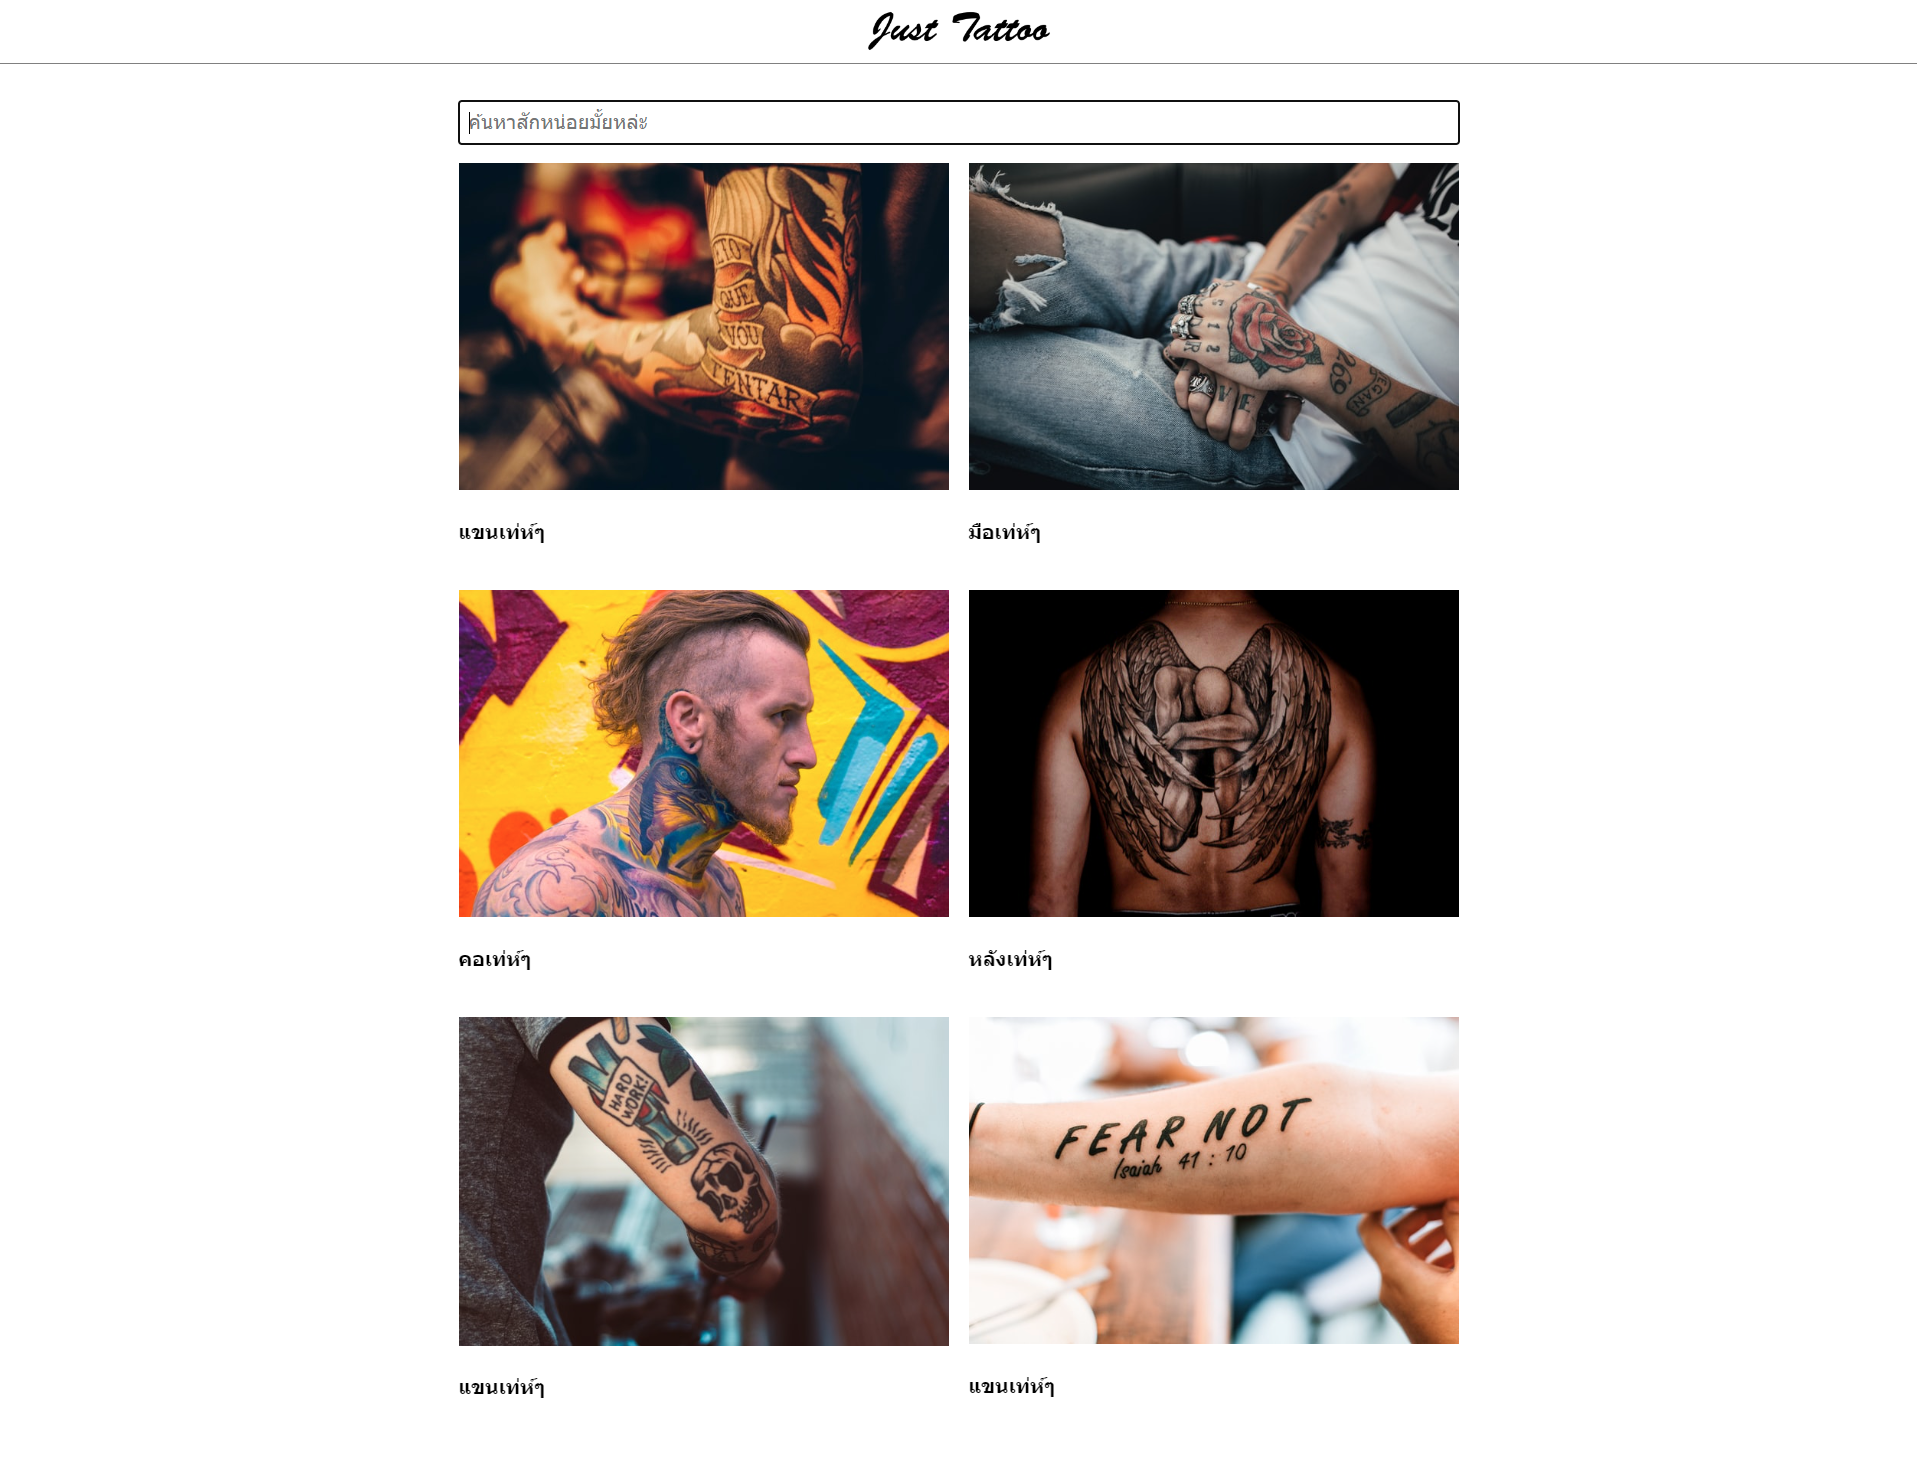 Just Tattoo
ค้นหาสักหน่อยมั้ยหล่ะ
ETO
QUE
VOU
TENTAR
269
VEGAN
V E
แขนเท่ห์ๆ
มือเท่ห์ๆ
คอเท่ห์ๆ
หลังเท่ห์ๆ
HARD
WORK!
FEAR NOT
Isaiah 41 : 10
แขนเท่ห์ๆ
แขนเท่ห์ๆ